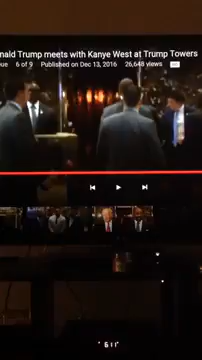 nald Trump meets with Kanye West at Trump Towers
ue 6 of 9 Published on Dec 13, 2016 26,648 views